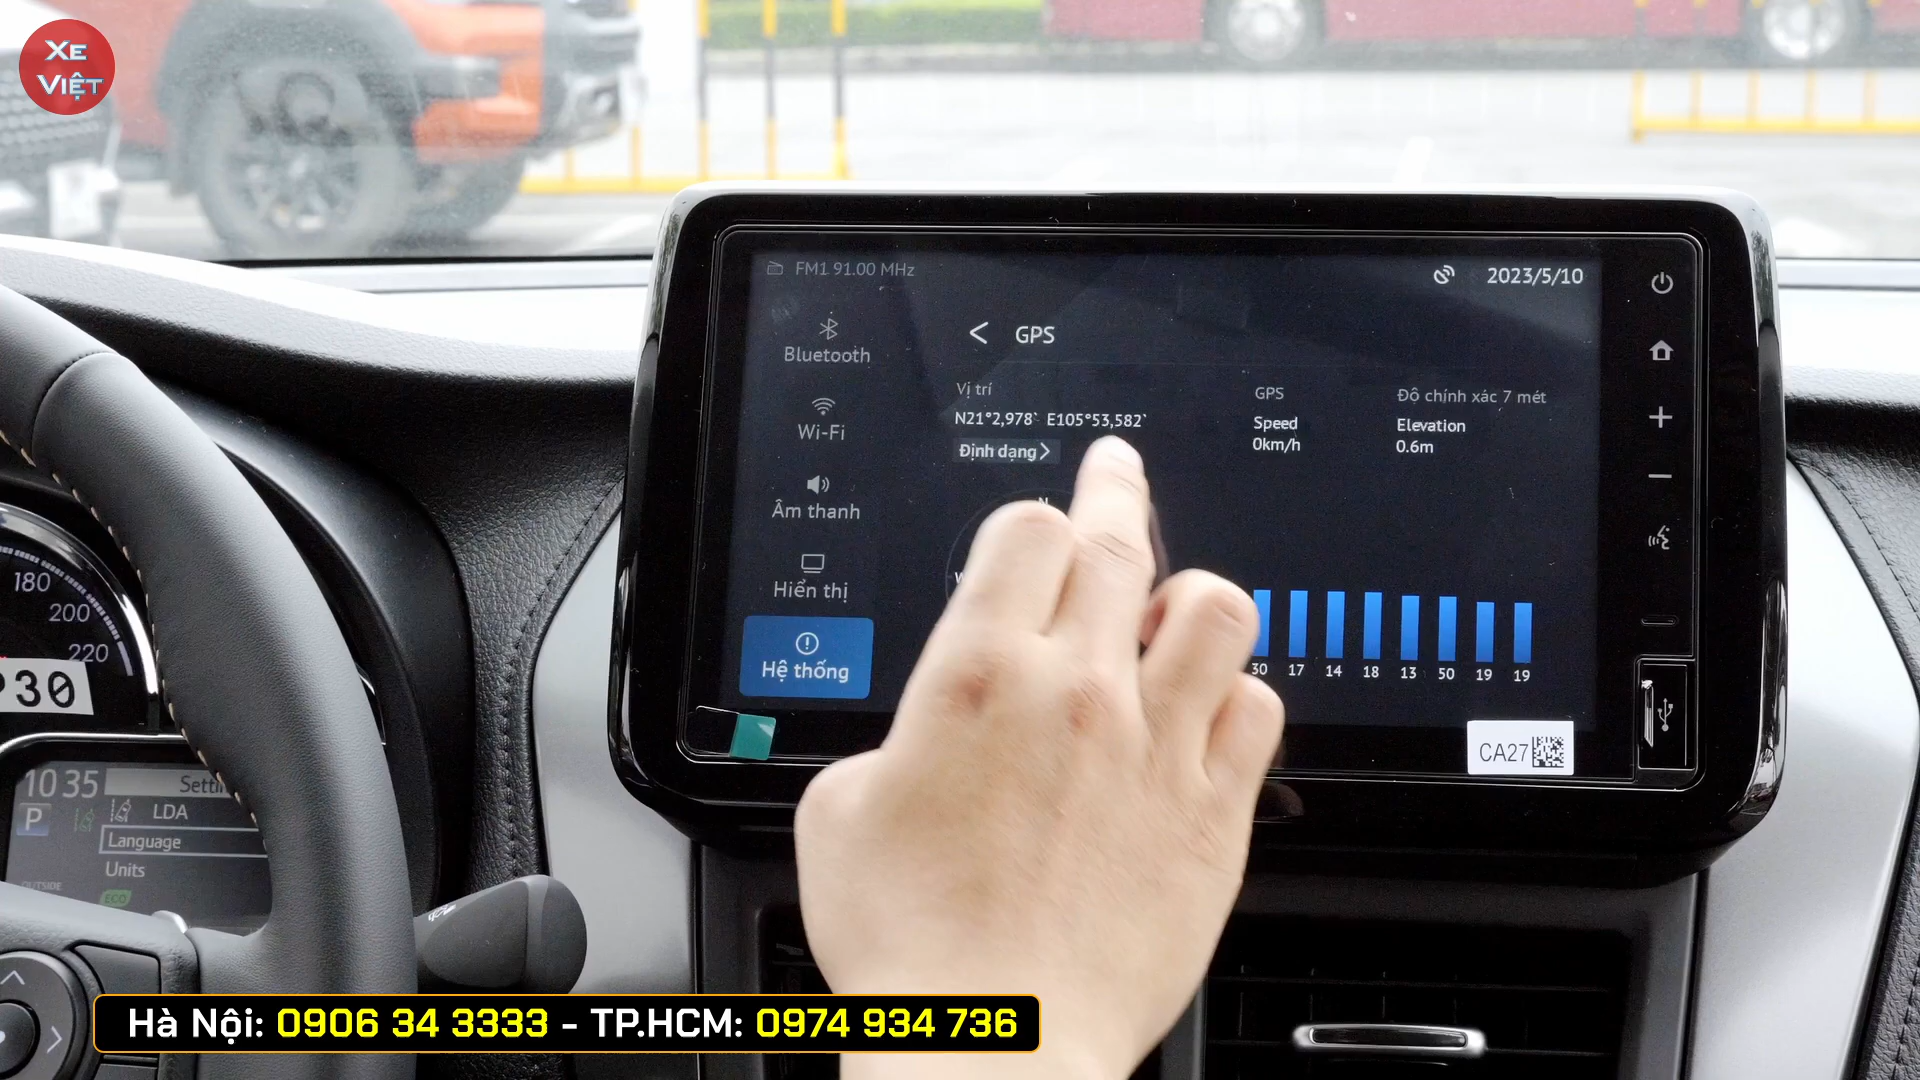 XE
VIỆT
FM1 91.00 MHz
2023/5/10
Bluetooth
Wi-Fi
Âm thanh
Hiển thị
Hệ thống
< GPS
Vị trí
N21°2,978` E105°53,582`
Định dạng >
GPS
Speed
0km/h
Độ chính xác 7 mét
Elevation
0.6m
N
W
30 17 14 18 13 50 19 19
CA27
180
200
220
30
10 35
P
LDA
Language
Units
OUTSIDE
ECO
Hà Nội: 0906 34 3333 - TP.HCM: 0974 934 736